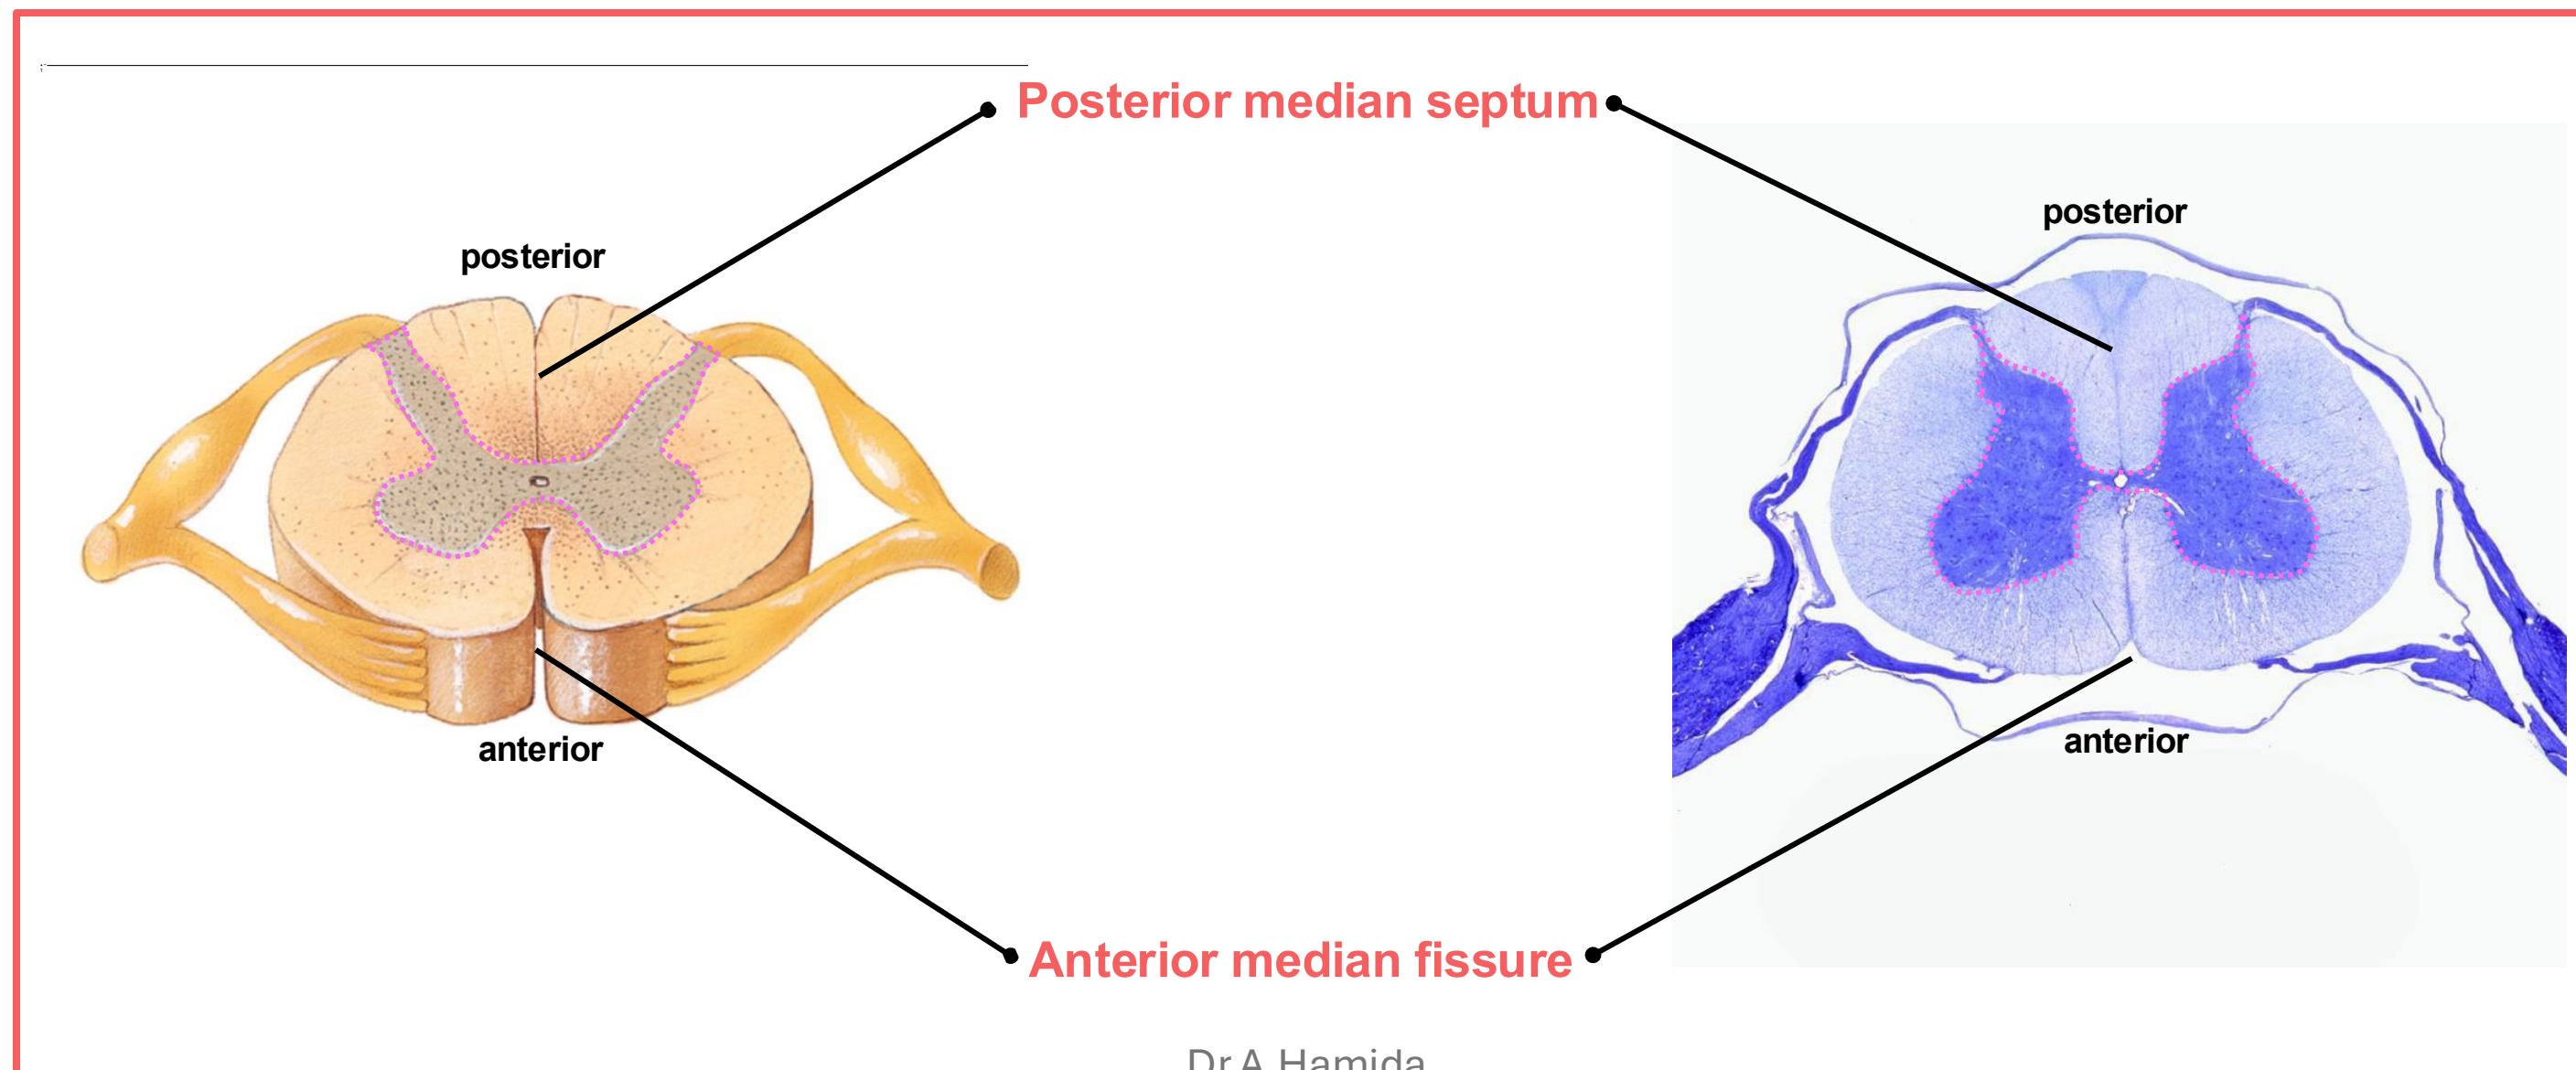 Posterior median septum
posterior
posterior
anterior
anterior
Anterior median fissure
Dr.A. Hamida